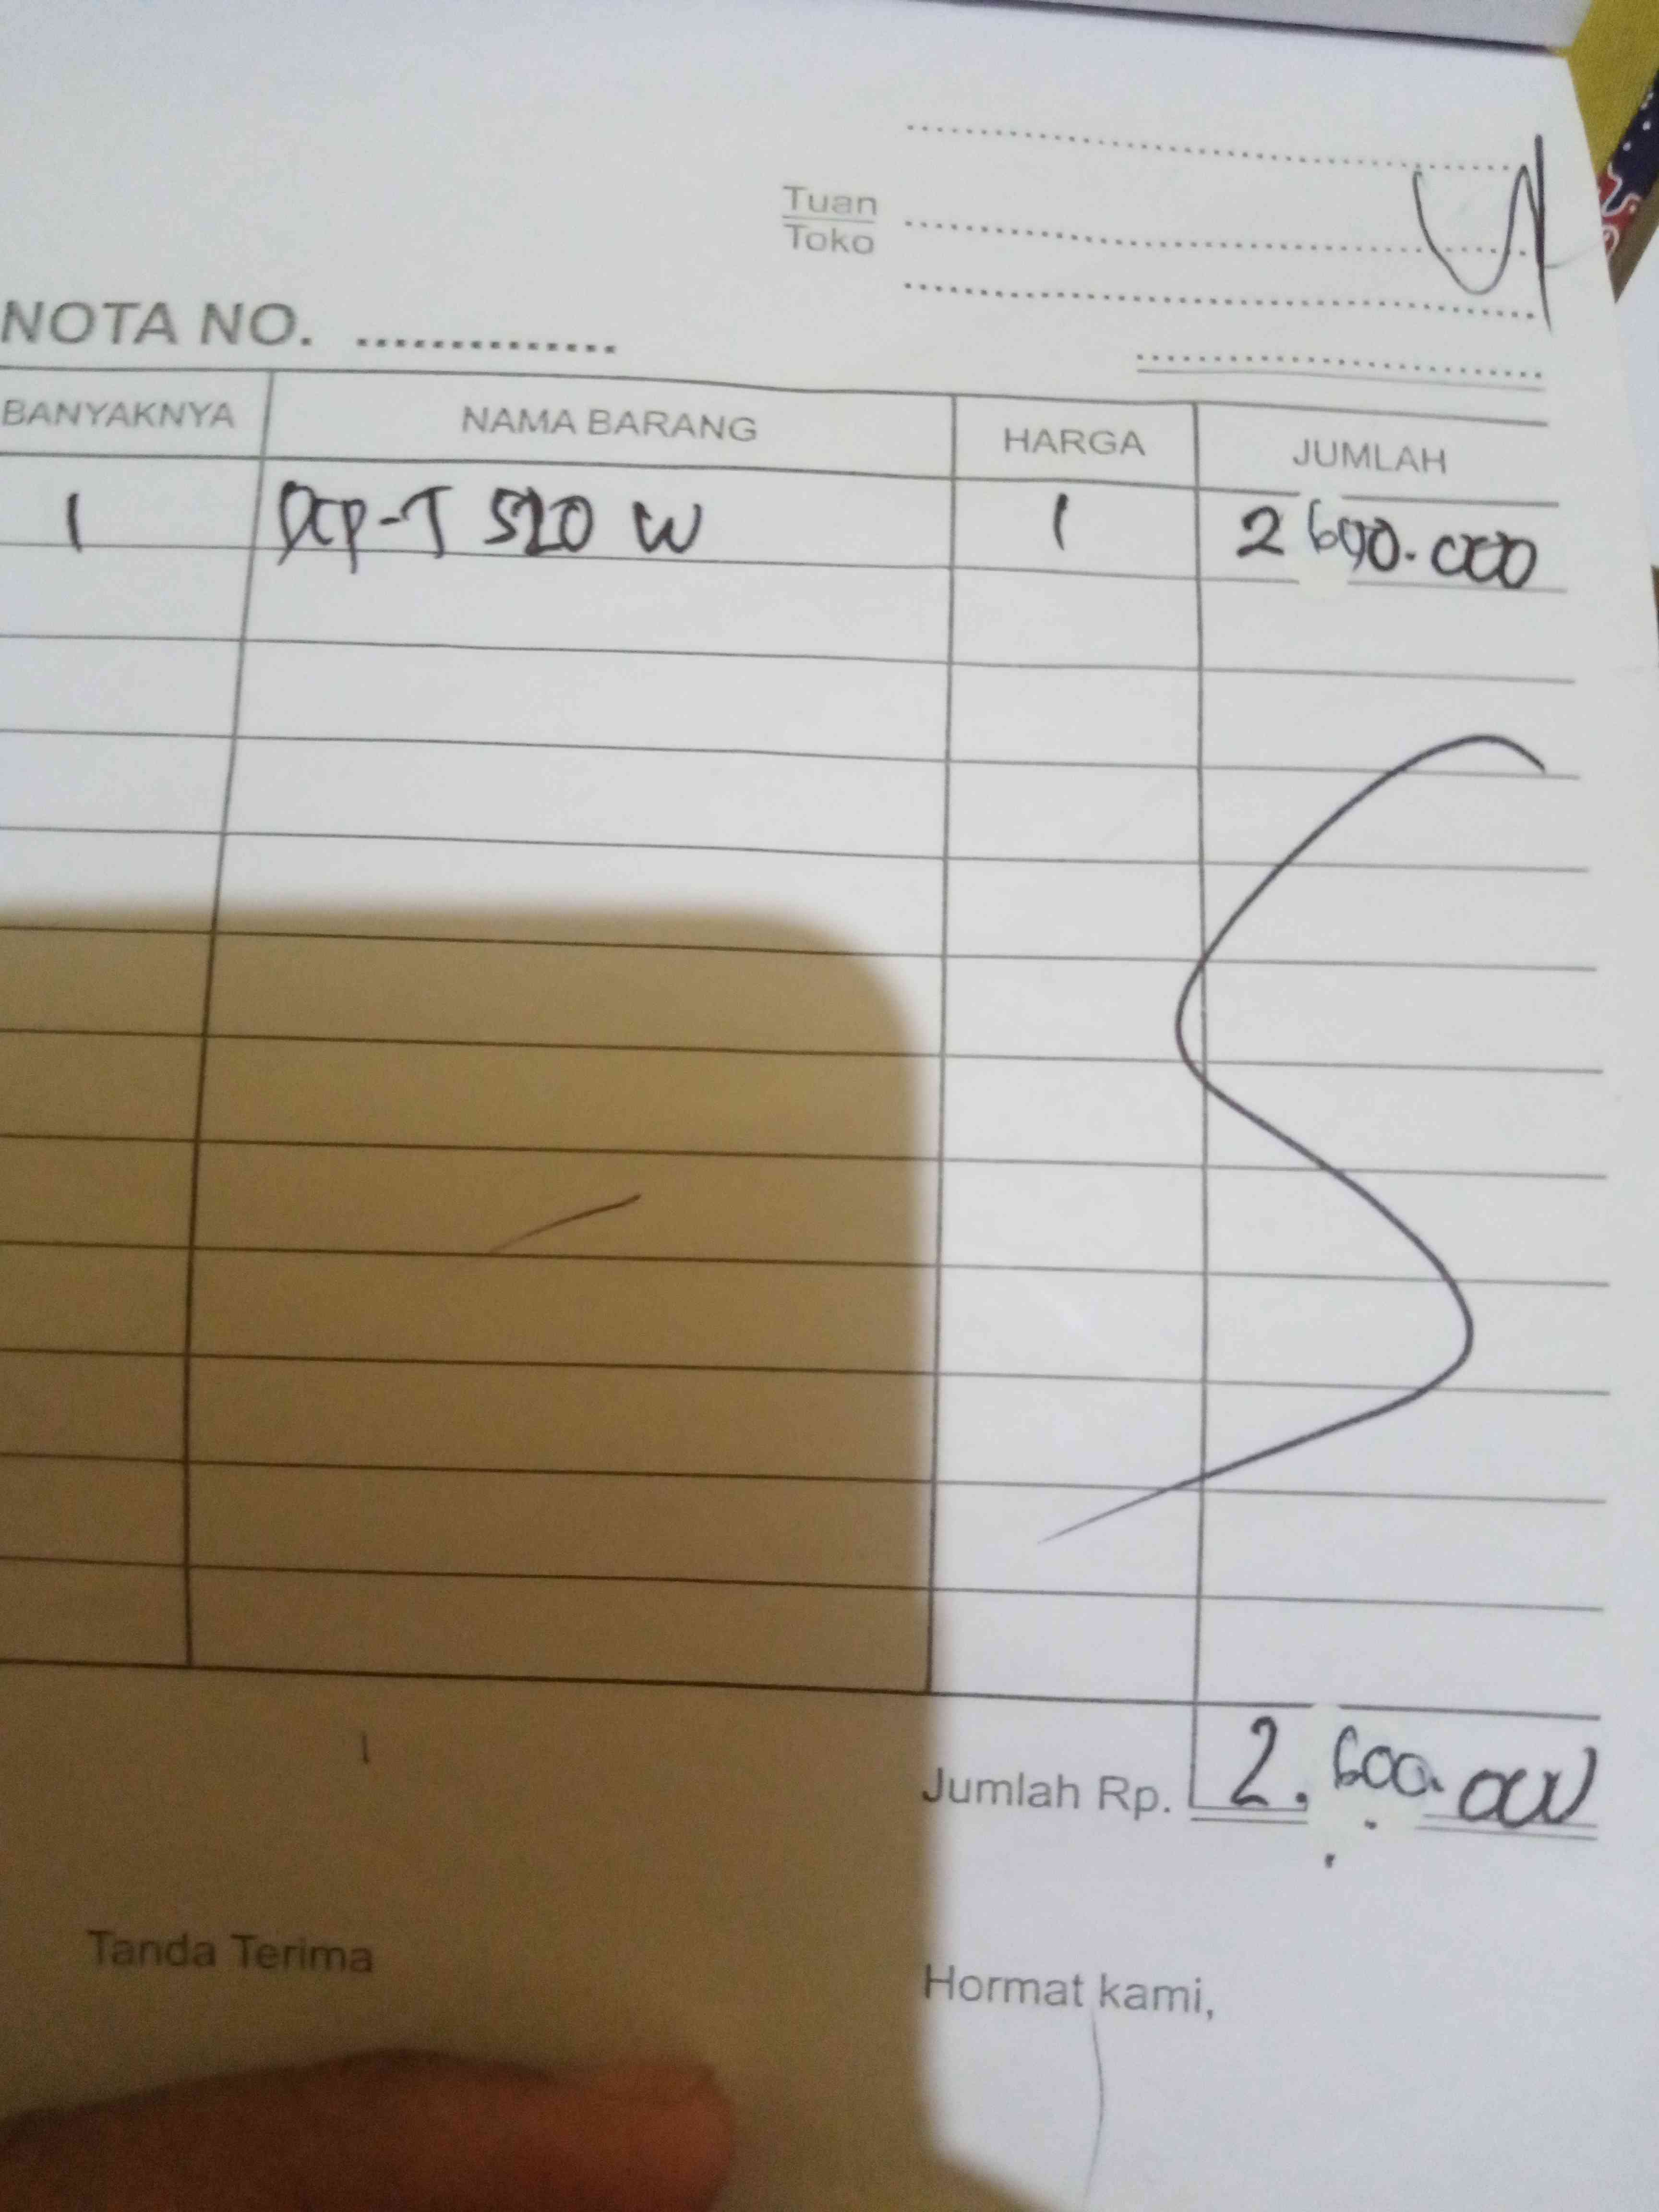 Tuan
Toko
NOTA NO. ...............
BANYAKNYA NAMA BARANG HARGA JUMLAH
1 DCP-T 520 W 1 2 600.000
Jumlah Rp. 2.600.000
Tanda Terima Hormat kami,